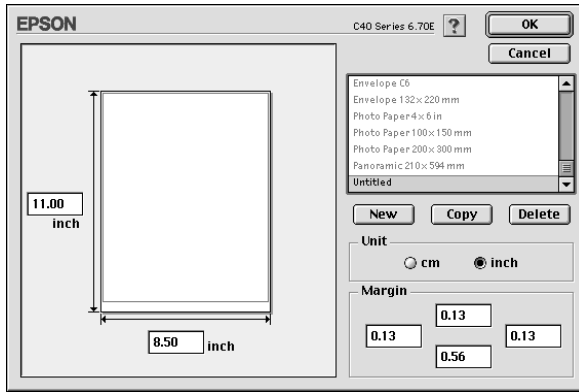 EPSON
C40 Series 6.70E ? OK
Cancel
Envelope C6
Envelope 132×220 mm
Photo Paper 4×6 in
Photo Paper 100×150 mm
Photo Paper 200×300 mm
Panoramic 210×594 mm
Untitled
New Copy Delete
11.00
inch
8.50 inch
Unit
cm inch
Margin
0.13
0.13 0.13
0.56